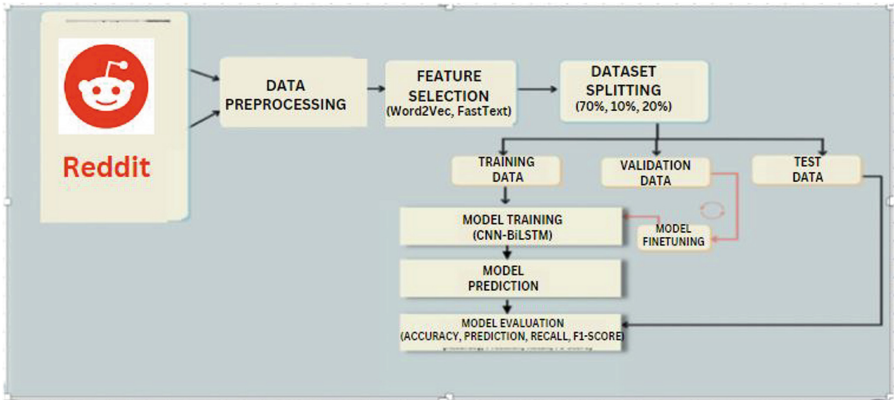 Reddit
DATA
PREPROCESSING
FEATURE
SELECTION
(Word2Vec, FastText)
DATASET
SPLITTING
(70%, 10%, 20%)
TRAINING
DATA
VALIDATION
DATA
TEST
DATA
MODEL TRAINING
(CNN-BiLSTM)
MODEL
FINETUNING
MODEL
PREDICTION
MODEL EVALUATION
(ACCURACY, PREDICTION, RECALL, F1-SCORE)